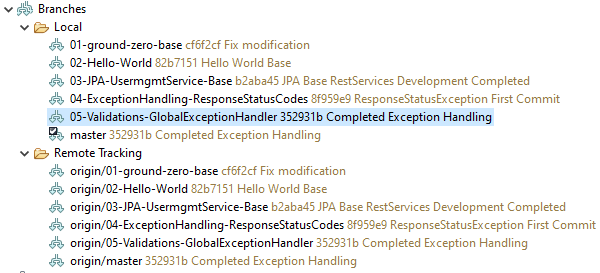 Branches
Local
01-ground-zero-base cf6f2cf Fix modification
02-Hello-World 82b7151 Hello World Base
03-JPA-UsermgmtService-Base b2aba45 JPA Base RestServices Development Completed
04-ExceptionHandling-ResponseStatusCodes 8f959e9 ResponseStatusException First Commit
05-Validations-GlobalExceptionHandler 352931b Completed Exception Handling
master 352931b Completed Exception Handling
Remote Tracking
origin/01-ground-zero-base cf6f2cf Fix modification
origin/02-Hello-World 82b7151 Hello World Base
origin/03-JPA-UsermgmtService-Base b2aba45 JPA Base RestServices Development Completed
origin/04-ExceptionHandling-ResponseStatusCodes 8f959e9 ResponseStatusException First Commit
origin/05-Validations-GlobalExceptionHandler 352931b Completed Exception Handling
origin/master 352931b Completed Exception Handling